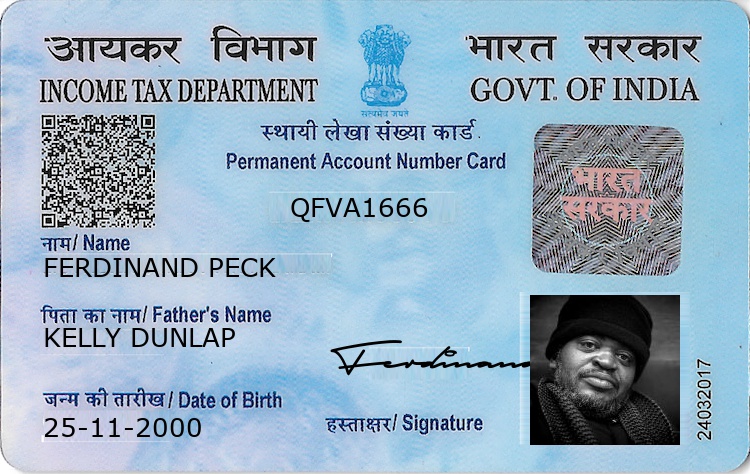 आयकर विभाग
INCOME TAX DEPARTMENT
भारत सरकार
GOVT. OF INDIA
सत्यमेव जयते
स्थायी लेखा संख्या कार्ड
Permanent Account Number Card
QFVA1666
भारत सरकार
नाम/ Name
FERDINAND PECK
पिता का नाम/ Father's Name
KELLY DUNLAP
Ferdinand
जन्म की तारीख / Date of Birth
25-11-2000
हस्ताक्षर/ Signature
24032017